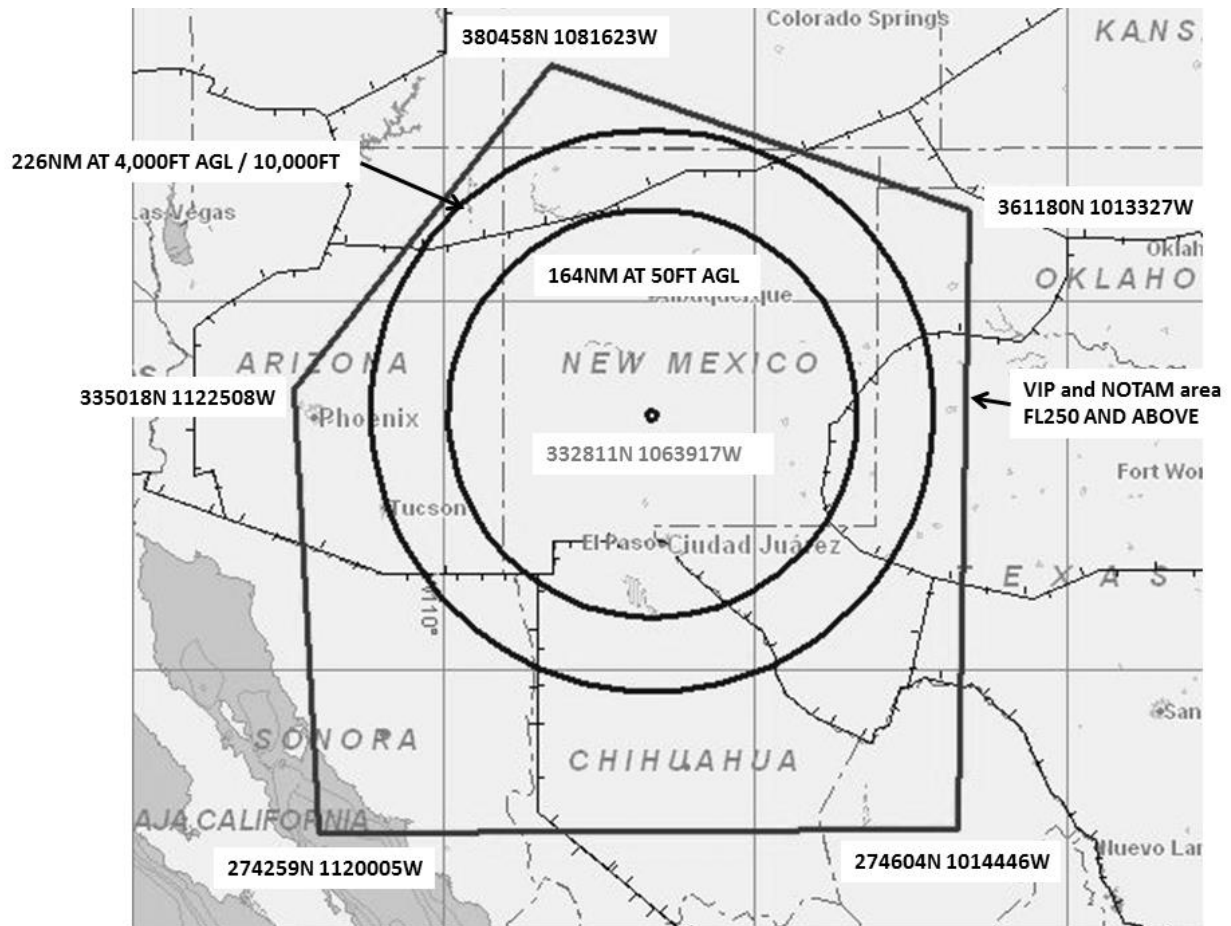 Colorado Springs
KANS
380458N 1081623W
226NM AT 4,000FT AGL / 10,000FT
Las Vegas
361180N 1013327W
Oklah
164NM AT 50FT AGL
OKLAHO
Albuquerque
ARIZONA
NEW MEXICO
VIP and NOTAM area
FL250 AND ABOVE
335018N 1122508W
Phoenix
332811N 1063917W
Fort Wor
Tucson
El Paso
Ciudad Juárez
TEXAS
110°
San
SONORA
CHIHUAHUA
AJA CALIFORNIA
274259N 1120005W
274604N 1014446W
Nuevo Lar